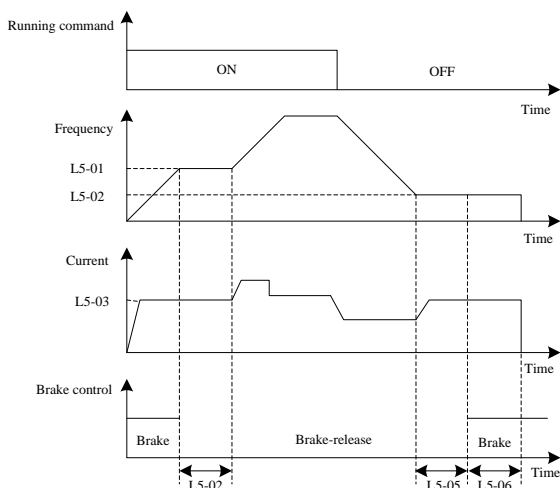 Running command
ON
OFF
Time
Frequency
L5-01
L5-02
Time
Current
L5-03
Time
Brake control
Brake
Brake-release
Brake
Time
L5-02
L5-05
L5-06